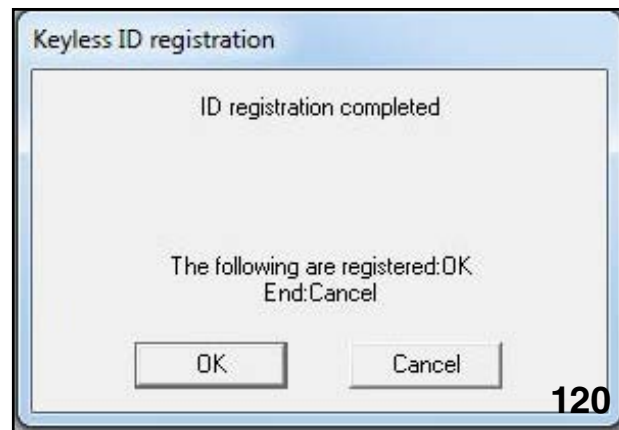 Keyless ID registration
ID registration completed
The following are registered:OK
End:Cancel
OK
Cancel
120